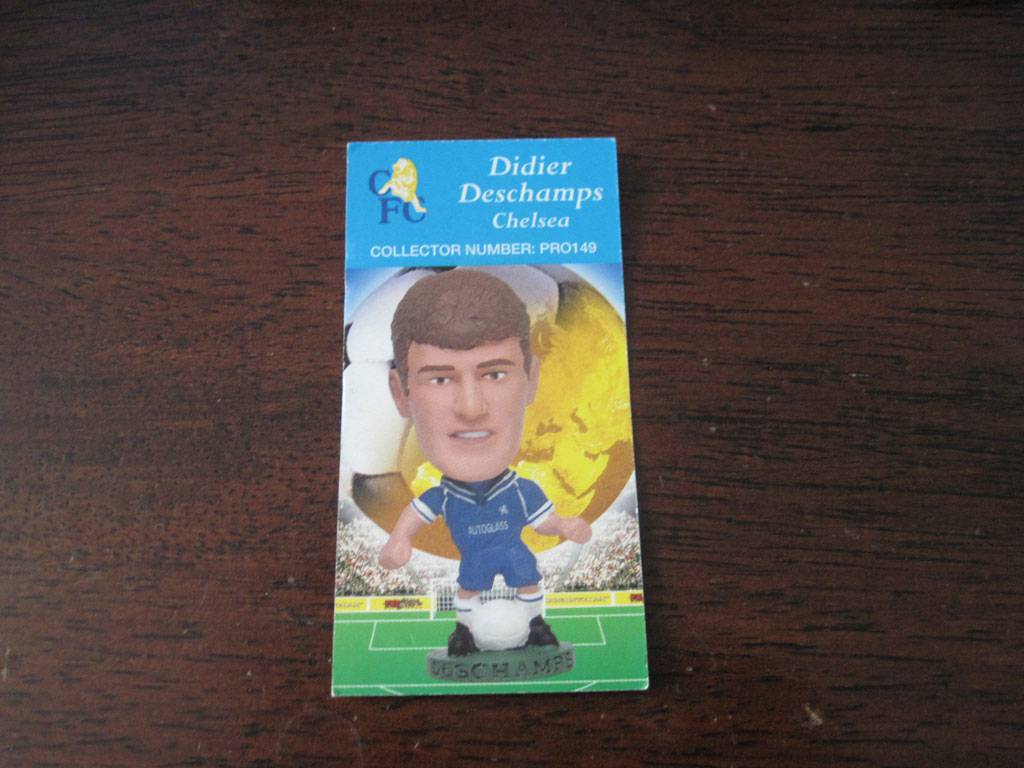 CFC
Didier
Deschamps
Chelsea
COLLECTOR NUMBER: PRO149
AUTOGLASS
DESCHAMPS